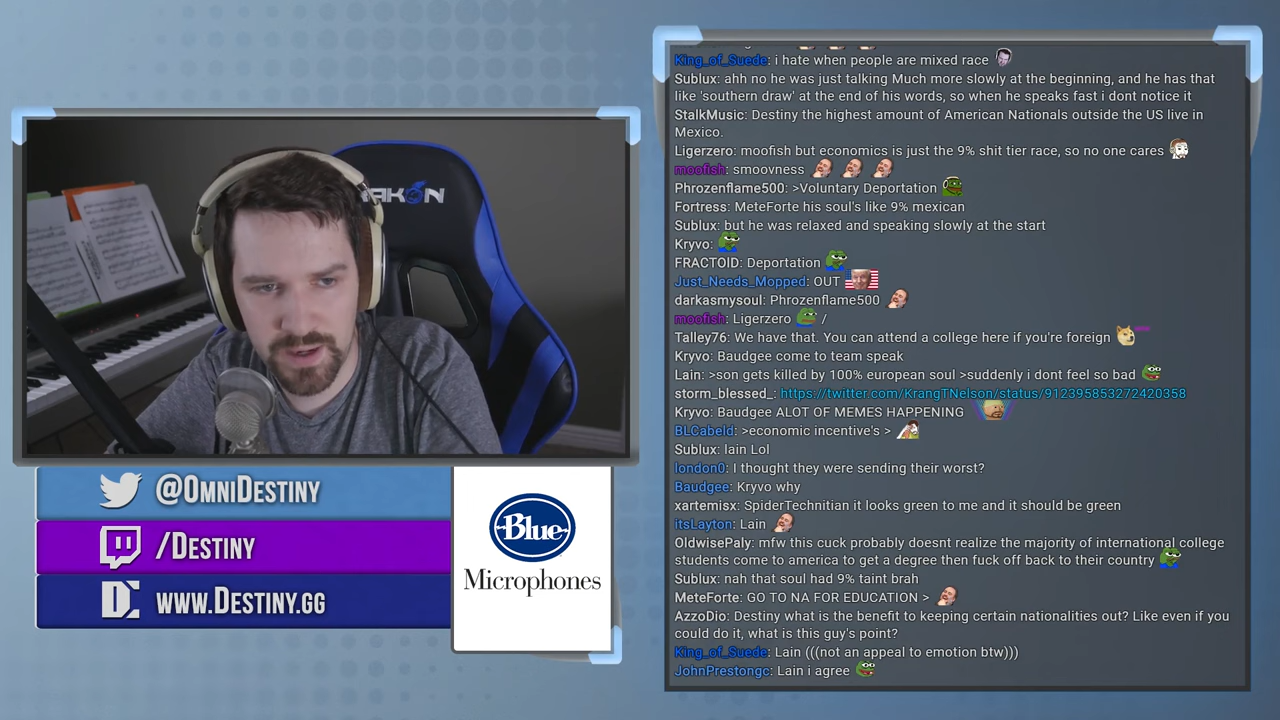 AKON
@OMNIDESTINY
/DESTINY
WWW.DESTINY.GG
Blue
Microphones
King_of_Suede: i hate when people are mixed race
Sublux: ahh no he was just talking Much more slowly at the beginning, and he has that
like 'southern draw' at the end of his words, so when he speaks fast i dont notice it
StalkMusic: Destiny the highest amount of American Nationals outside the US live in
Mexico.
Ligerzero: moofish but economics is just the 9% shit tier race, so no one cares
moofish: smoovness
Phrozenflame500: >Voluntary Deportation
Fortress: MeteForte his soul's like 9% mexican
Sublux: but he was relaxed and speaking slowly at the start
Kryvo:
FRACTOID: Deportation
Just_Needs_Mopped: OUT
darkasmysoul: Phrozenflame500
moofish: Ligerzero /
Talley76: We have that. You can attend a college here if you're foreign
Kryvo: Baudgee come to team speak
Lain: >son gets killed by 100% european soul >suddenly i dont feel so bad
storm_blessed_: https://twitter.com/KrangTNelson/status/912395853272420358
Kryvo: Baudgee ALOT OF MEMES HAPPENING
BLCabeld: >economic incentive's >
Sublux: lain Lol
london0: I thought they were sending their worst?
Baudgee: Kryvo why
xartemisx: SpiderTechnitian it looks green to me and it should be green
itsLayton: Lain
OldwisePaly: mfw this cuck probably doesnt realize the majority of international college
students come to america to get a degree then fuck off back to their country
Sublux: nah that soul had 9% taint brah
MeteForte: GO TO NA FOR EDUCATION >
AzzoDio: Destiny what is the benefit to keeping certain nationalities out? Like even if you
could do it, what is this guy's point?
King_of_Suede: Lain (((not an appeal to emotion btw)))
JohnPrestongc: Lain i agree